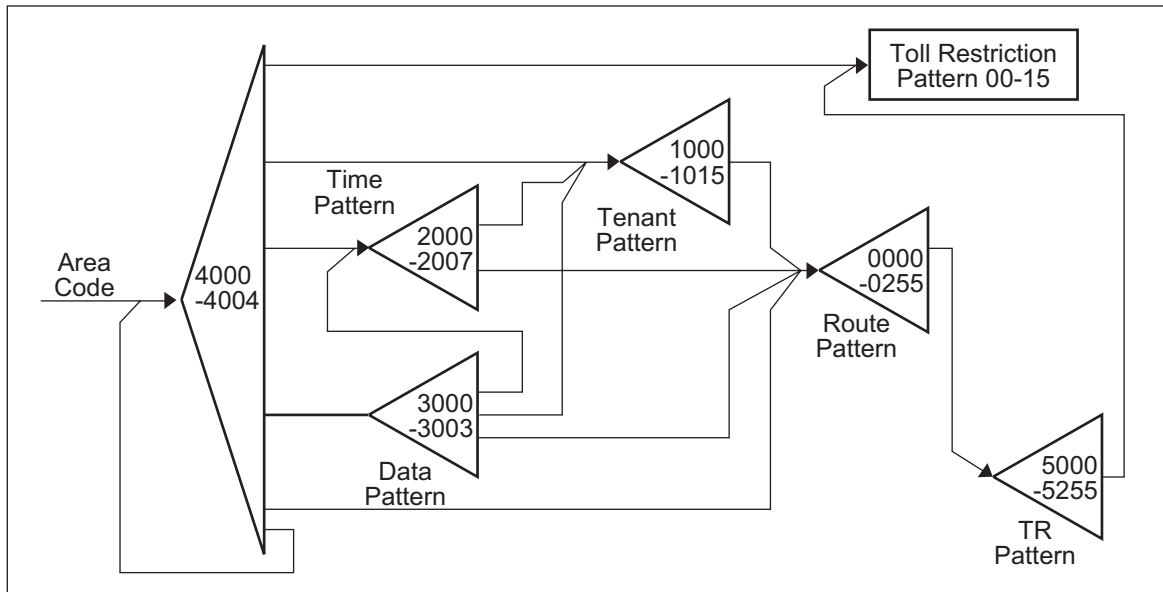 Toll Restriction
Pattern 00-15
1000
-1015
Tenant
Pattern
Time
Pattern
2000
-2007
Area
Code
4000
-4004
0000
-0255
Route
Pattern
3000
-3003
Data
Pattern
5000
-5255
TR
Pattern